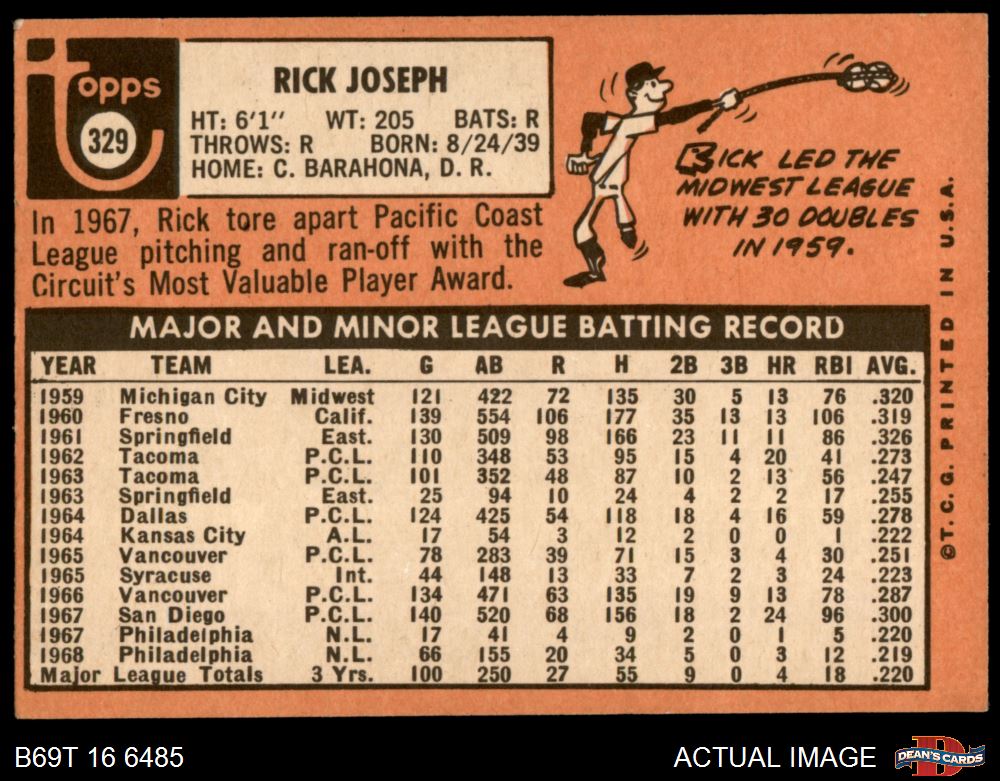 Topps
329
RICK JOSEPH
HT: 6'1" WT: 205 BATS: R
THROWS: R BORN: 8/24/39
HOME: C. BARAHONA, D. R.
RICK LED THE
MIDWEST LEAGUE
WITH 30 DOUBLES
IN 1959.
In 1967, Rick tore apart Pacific Coast
League pitching and ran-off with the
Circuit's Most Valuable Player Award.
MAJOR AND MINOR LEAGUE BATTING RECORD
YEAR TEAM LEA. G AB R H 2B 3B HR RBI AVG.
1959 Michigan City Midwest 121 422 72 135 30 5 13 76 .320
1960 Fresno Calif. 139 554 106 177 35 13 13 106 .319
1961 Springfield East. 130 509 98 166 23 11 11 86 .326
1962 Tacoma P.C.L. 110 348 53 95 15 4 20 41 .273
1963 Tacoma P.C.L. 101 352 48 87 10 2 13 56 .247
1963 Springfield East. 25 94 10 24 4 2 2 17 .255
1964 Dallas P.C.L. 124 425 54 118 18 4 16 59 .278
1964 Kansas City A.L. 17 54 3 12 2 0 0 1 .222
1965 Vancouver P.C.L. 78 283 39 71 15 3 4 30 .251
1965 Syracuse Int. 44 148 13 33 7 2 3 24 .223
1966 Vancouver P.C.L. 134 471 63 135 19 9 13 78 .287
1967 San Diego P.C.L. 140 520 68 156 18 2 24 96 .300
1967 Philadelphia N.L. 17 41 4 9 2 0 1 5 .220
1968 Philadelphia N.L. 66 155 20 34 5 0 3 12 .219
Major League Totals 3 Yrs. 100 250 27 55 9 0 4 18 .220
©T. C. G. PRINTED IN U.S.A.
B69T 16 6485
ACTUAL IMAGE
D
DEAN'S CARDS